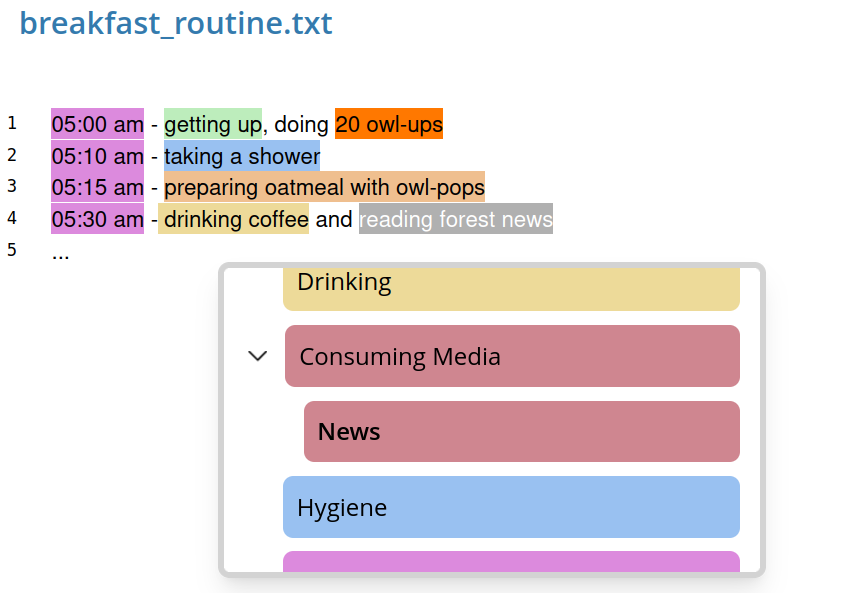 breakfast_routine.txt
1 05:00 am - getting up, doing 20 owl-ups
2 05:10 am - taking a shower
3 05:15 am - preparing oatmeal with owl-pops
4 05:30 am - drinking coffee and reading forest news
5 ...
Drinking
Consuming Media
News
Hygiene